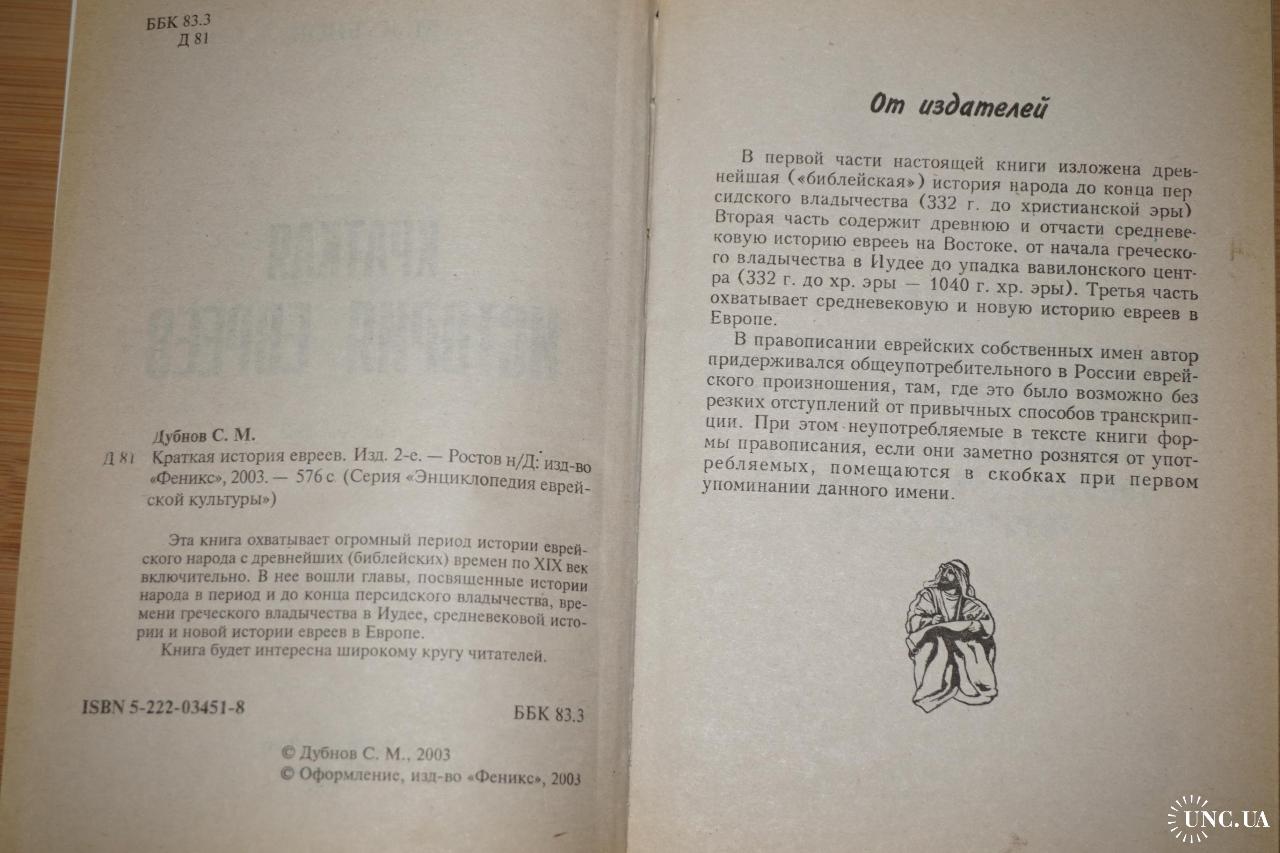 ББК 83.3
Д 81
Дубнов С. М.
Д 81 Краткая история евреев. Изд. 2-е. — Ростов н/Д: изд-во
«Феникс», 2003. — 576 с (Серия «Энциклопедия еврей-
ской культуры»)
Эта книга охватывает огромный период истории еврей-
ского народа с древнейших (библейских) времен по XIX век
включительно. В нее вошли главы, посвященные истории
народа в период и до конца персидского владычества, вре-
мени греческого владычества в Иудее, средневековой исто-
рии и новой истории евреев в Европе.
Книга будет интересна широкому кругу читателей.
ISBN 5-222-03451-8
ББК 83.3
© Дубнов С. М., 2003
© Оформление, изд-во «Феникс», 2003
От издателей
В первой части настоящей книги изложена древ-
нейшая («библейская») история народа до конца пер
сидского владычества (332 г. до христианской эры)
Вторая часть содержит древнюю и отчасти средневе-
ковую историю евреев на Востоке. от начала греческо-
го владычества в Иудее до упадка вавилонского цент-
ра (332 г. до хр. эры — 1040 г. хр. эры). Третья часть
охватывает средневековую и новую историю евреев в
Европе.
В правописании еврейских собственных имен автор
придерживался общеупотребительного в России еврей-
ского произношения, там, где это было возможно без
резких отступлений от привычных способов транскрип-
ции. При этом неупотребляемые в тексте книги фор-
мы правописания, если они заметно рознятся от упот-
ребляемых, помещаются в скобках при первом
упоминании данного имени.
UNC.UA